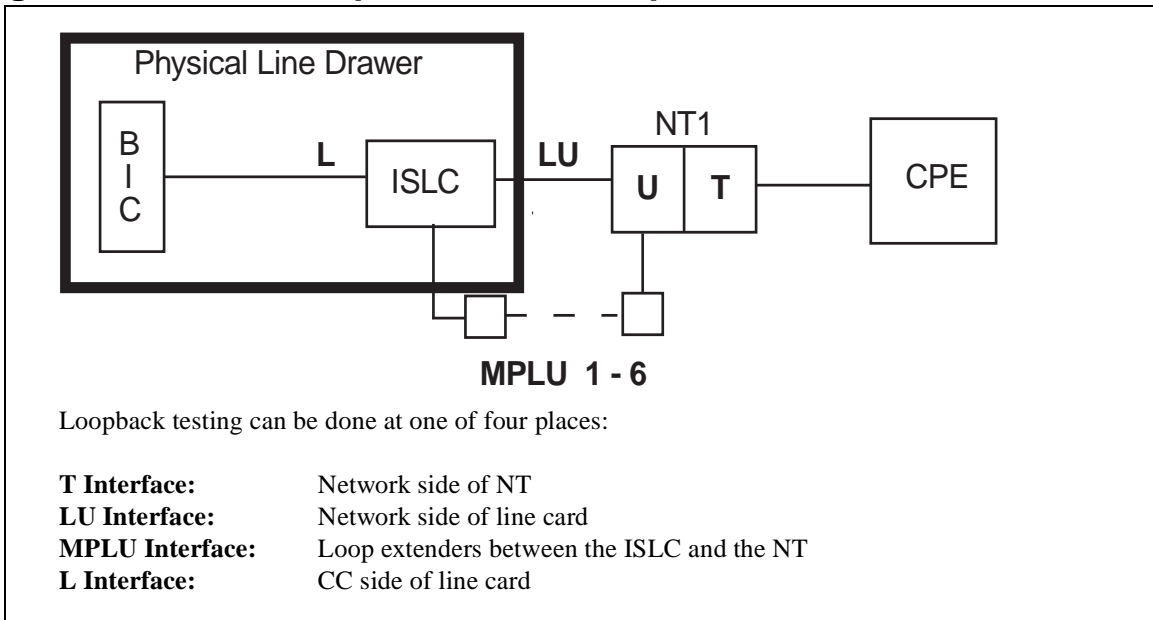 Physical Line Drawer
B
I
C
L
ISLC
LU
NT1
U
T
CPE
MPLU 1 - 6
Loopback testing can be done at one of four places:
T Interface: Network side of NT
LU Interface: Network side of line card
MPLU Interface: Loop extenders between the ISLC and the NT
L Interface: CC side of line card